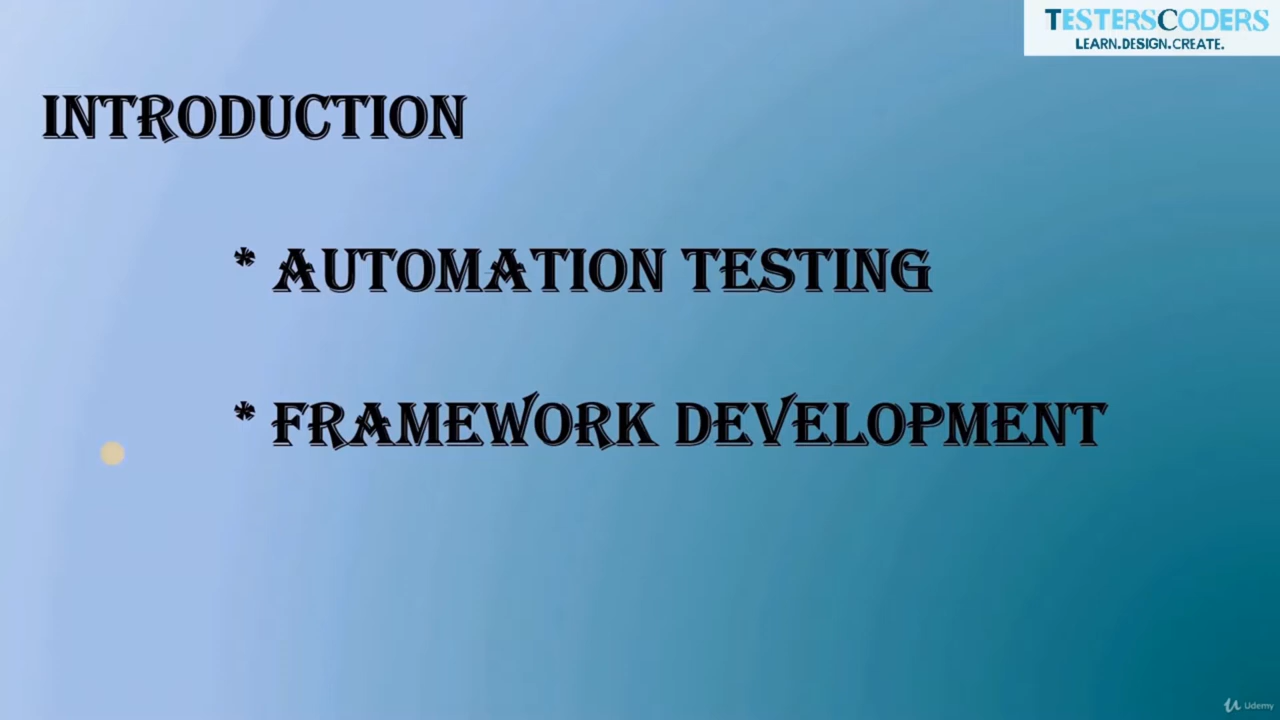 TESTERSCODERS
LEARN.DESIGN.CREATE.
INTRODUCTION
* AUTOMATION TESTING
* FRAMEWORK DEVELOPMENT
Udemy